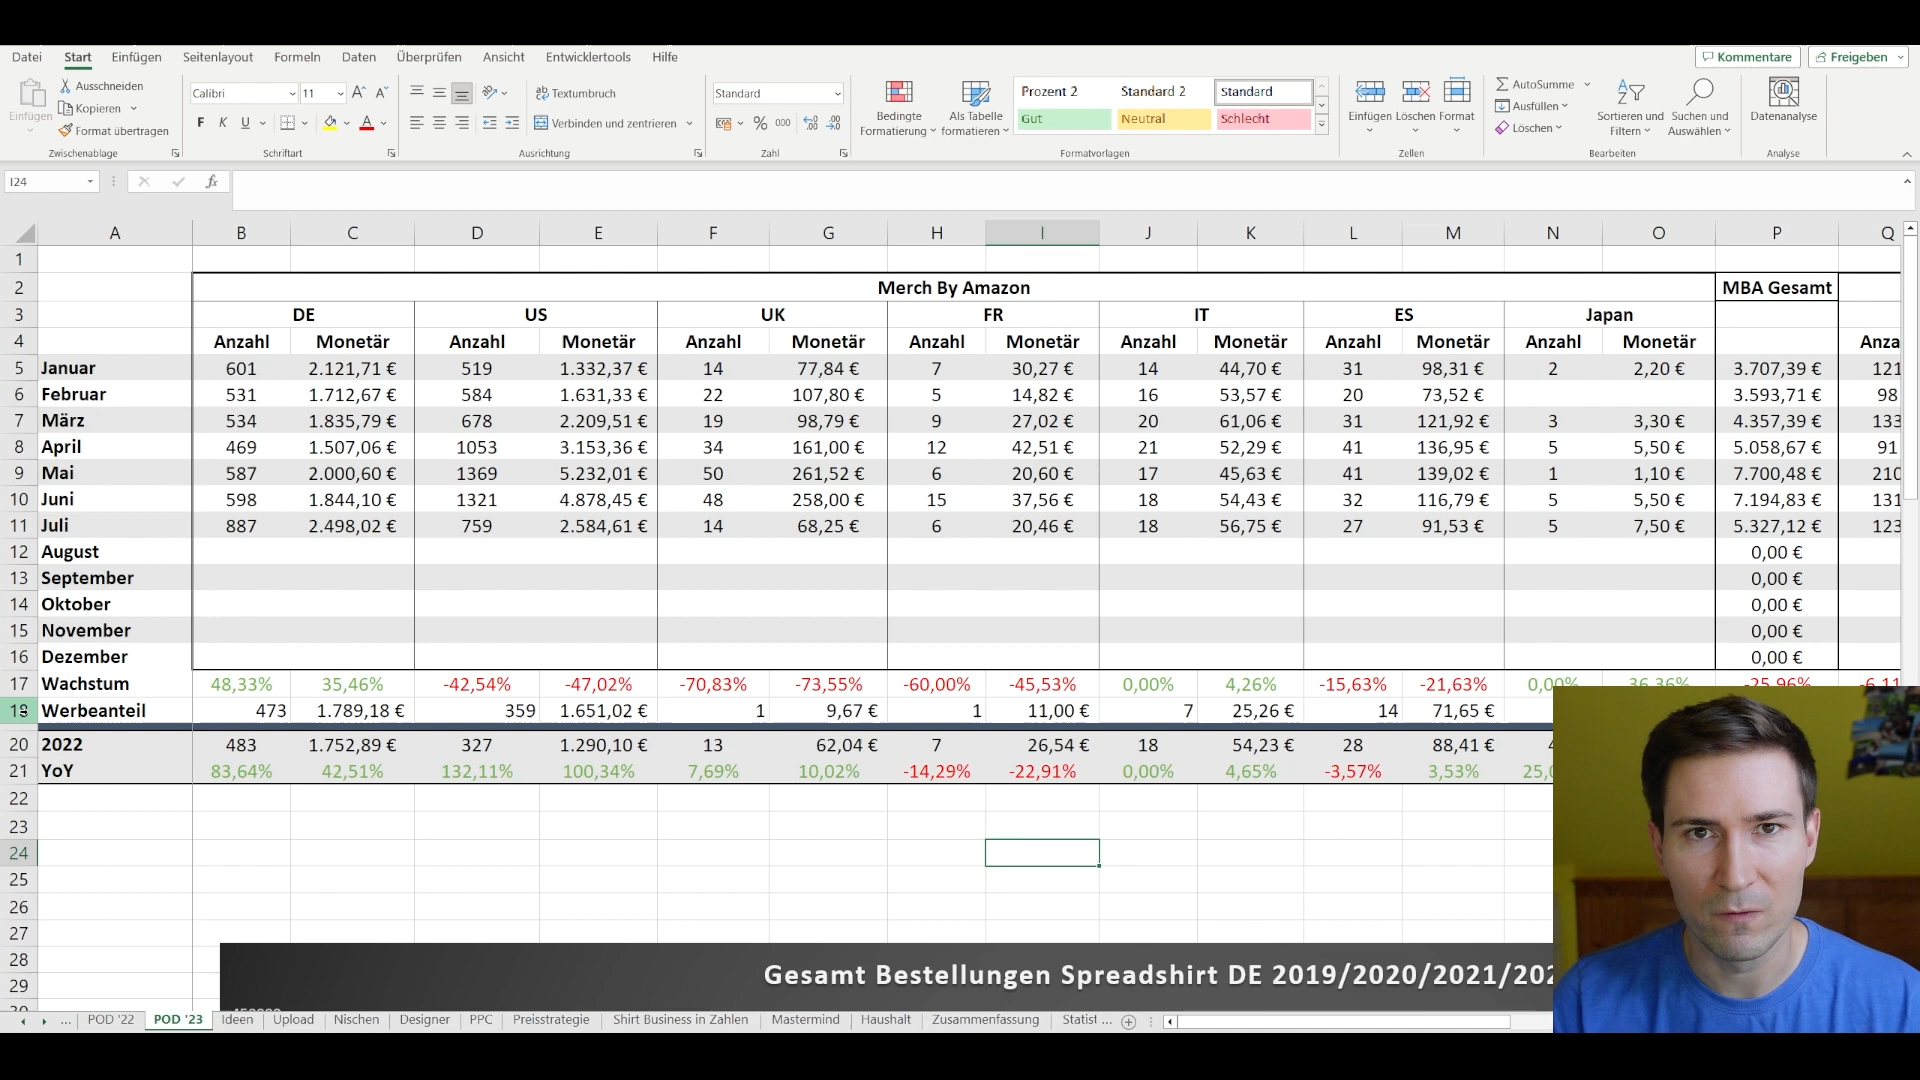 Datei Start Einfügen Seitenlayout Formeln Daten Überprüfen Ansicht Entwicklertools Hilfe Kommentare Freigeben
Einfügen Ausschneiden Kopieren Format übertragen Zwischenablage
Calibri 11 F K U Schriftart
Textumbruch Verbinden und zentrieren Ausrichtung
Standard % 000 Zahl
Bedingte Formatierung Als Tabelle formatieren
Prozent 2 Standard 2 Standard
Gut Neutral Schlecht
Formatvorlagen
Einfügen Löschen Format Zellen
AutoSumme Ausfüllen Löschen Sortieren und Filtern Suchen und Auswählen Bearbeiten
Datenanalyse Analyse
I24 fx
A B C D E F G H I J K L M N O P Q
1
2 Merch By Amazon MBA Gesamt
3 DE US UK FR IT ES Japan
4 Anzahl Monetär Anzahl Monetär Anzahl Monetär Anzahl Monetär Anzahl Monetär Anzahl Monetär Anzahl Monetär Anza
5 Januar 601 2.121,71 € 519 1.332,37 € 14 77,84 € 7 30,27 € 14 44,70 € 31 98,31 € 2 2,20 € 3.707,39 € 121
6 Februar 531 1.712,67 € 584 1.631,33 € 22 107,80 € 5 14,82 € 16 53,57 € 20 73,52 € 3.593,71 € 98
7 März 534 1.835,79 € 678 2.209,51 € 19 98,79 € 9 27,02 € 20 61,06 € 31 121,92 € 3 3,30 € 4.357,39 € 133
8 April 469 1.507,06 € 1053 3.153,36 € 34 161,00 € 12 42,51 € 21 52,29 € 41 136,95 € 5 5,50 € 5.058,67 € 91
9 Mai 587 2.000,60 € 1369 5.232,01 € 50 261,52 € 6 20,60 € 17 45,63 € 41 139,02 € 1 1,10 € 7.700,48 € 210
10 Juni 598 1.844,10 € 1321 4.878,45 € 48 258,00 € 15 37,56 € 18 54,43 € 32 116,79 € 5 5,50 € 7.194,83 € 131
11 Juli 887 2.498,02 € 759 2.584,61 € 14 68,25 € 6 20,46 € 18 56,75 € 27 91,53 € 5 7,50 € 5.327,12 € 123
12 August 0,00 €
13 September 0,00 €
14 Oktober 0,00 €
15 November 0,00 €
16 Dezember 0,00 €
17 Wachstum 48,33% 35,46% -42,54% -47,02% -70,83% -73,55% -60,00% -45,53% 0,00% 4,26% -15,63% -21,63% 0,00% 36,36% -25,96% -6,11
Werbeanteil 473 1.789,18 € 359 1.651,02 € 1 9,67 € 1 11,00 € 7 25,26 € 14 71,65 €
20 2022 483 1.752,89 € 327 1.290,10 € 13 62,04 € 7 26,54 € 18 54,23 € 28 88,41 €
21 YoY 83,64% 42,51% 132,11% 100,34% 7,69% 10,02% -14,29% -22,91% 0,00% 4,65% -3,57% 3,53% 25,
22
23
24
25
26
27
28
29
Gesamt Bestellungen Spreadshirt DE 2019/2020/2021/202
... POD '22 POD '23 Ideen Upload Nischen Designer PPC Preisstrategie Shirt Business in Zahlen Mastermind Haushalt Zusammenfassung Statist ...